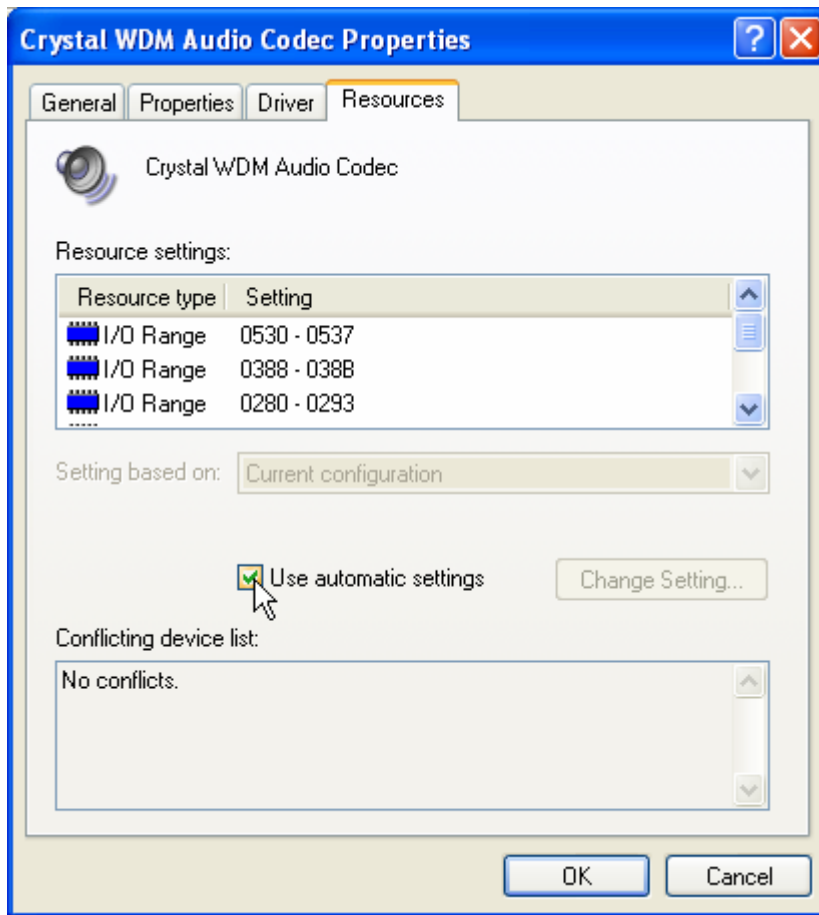 Crystal WDM Audio Codec Properties
General Properties Driver Resources
Crystal WDM Audio Codec
Resource settings:
Resource type Setting
I/O Range 0530 - 0537
I/O Range 0388 - 038B
I/O Range 0280 - 0293
Setting based on: Current configuration
Use automatic settings Change Setting...
Conflicting device list:
No conflicts.
OK Cancel